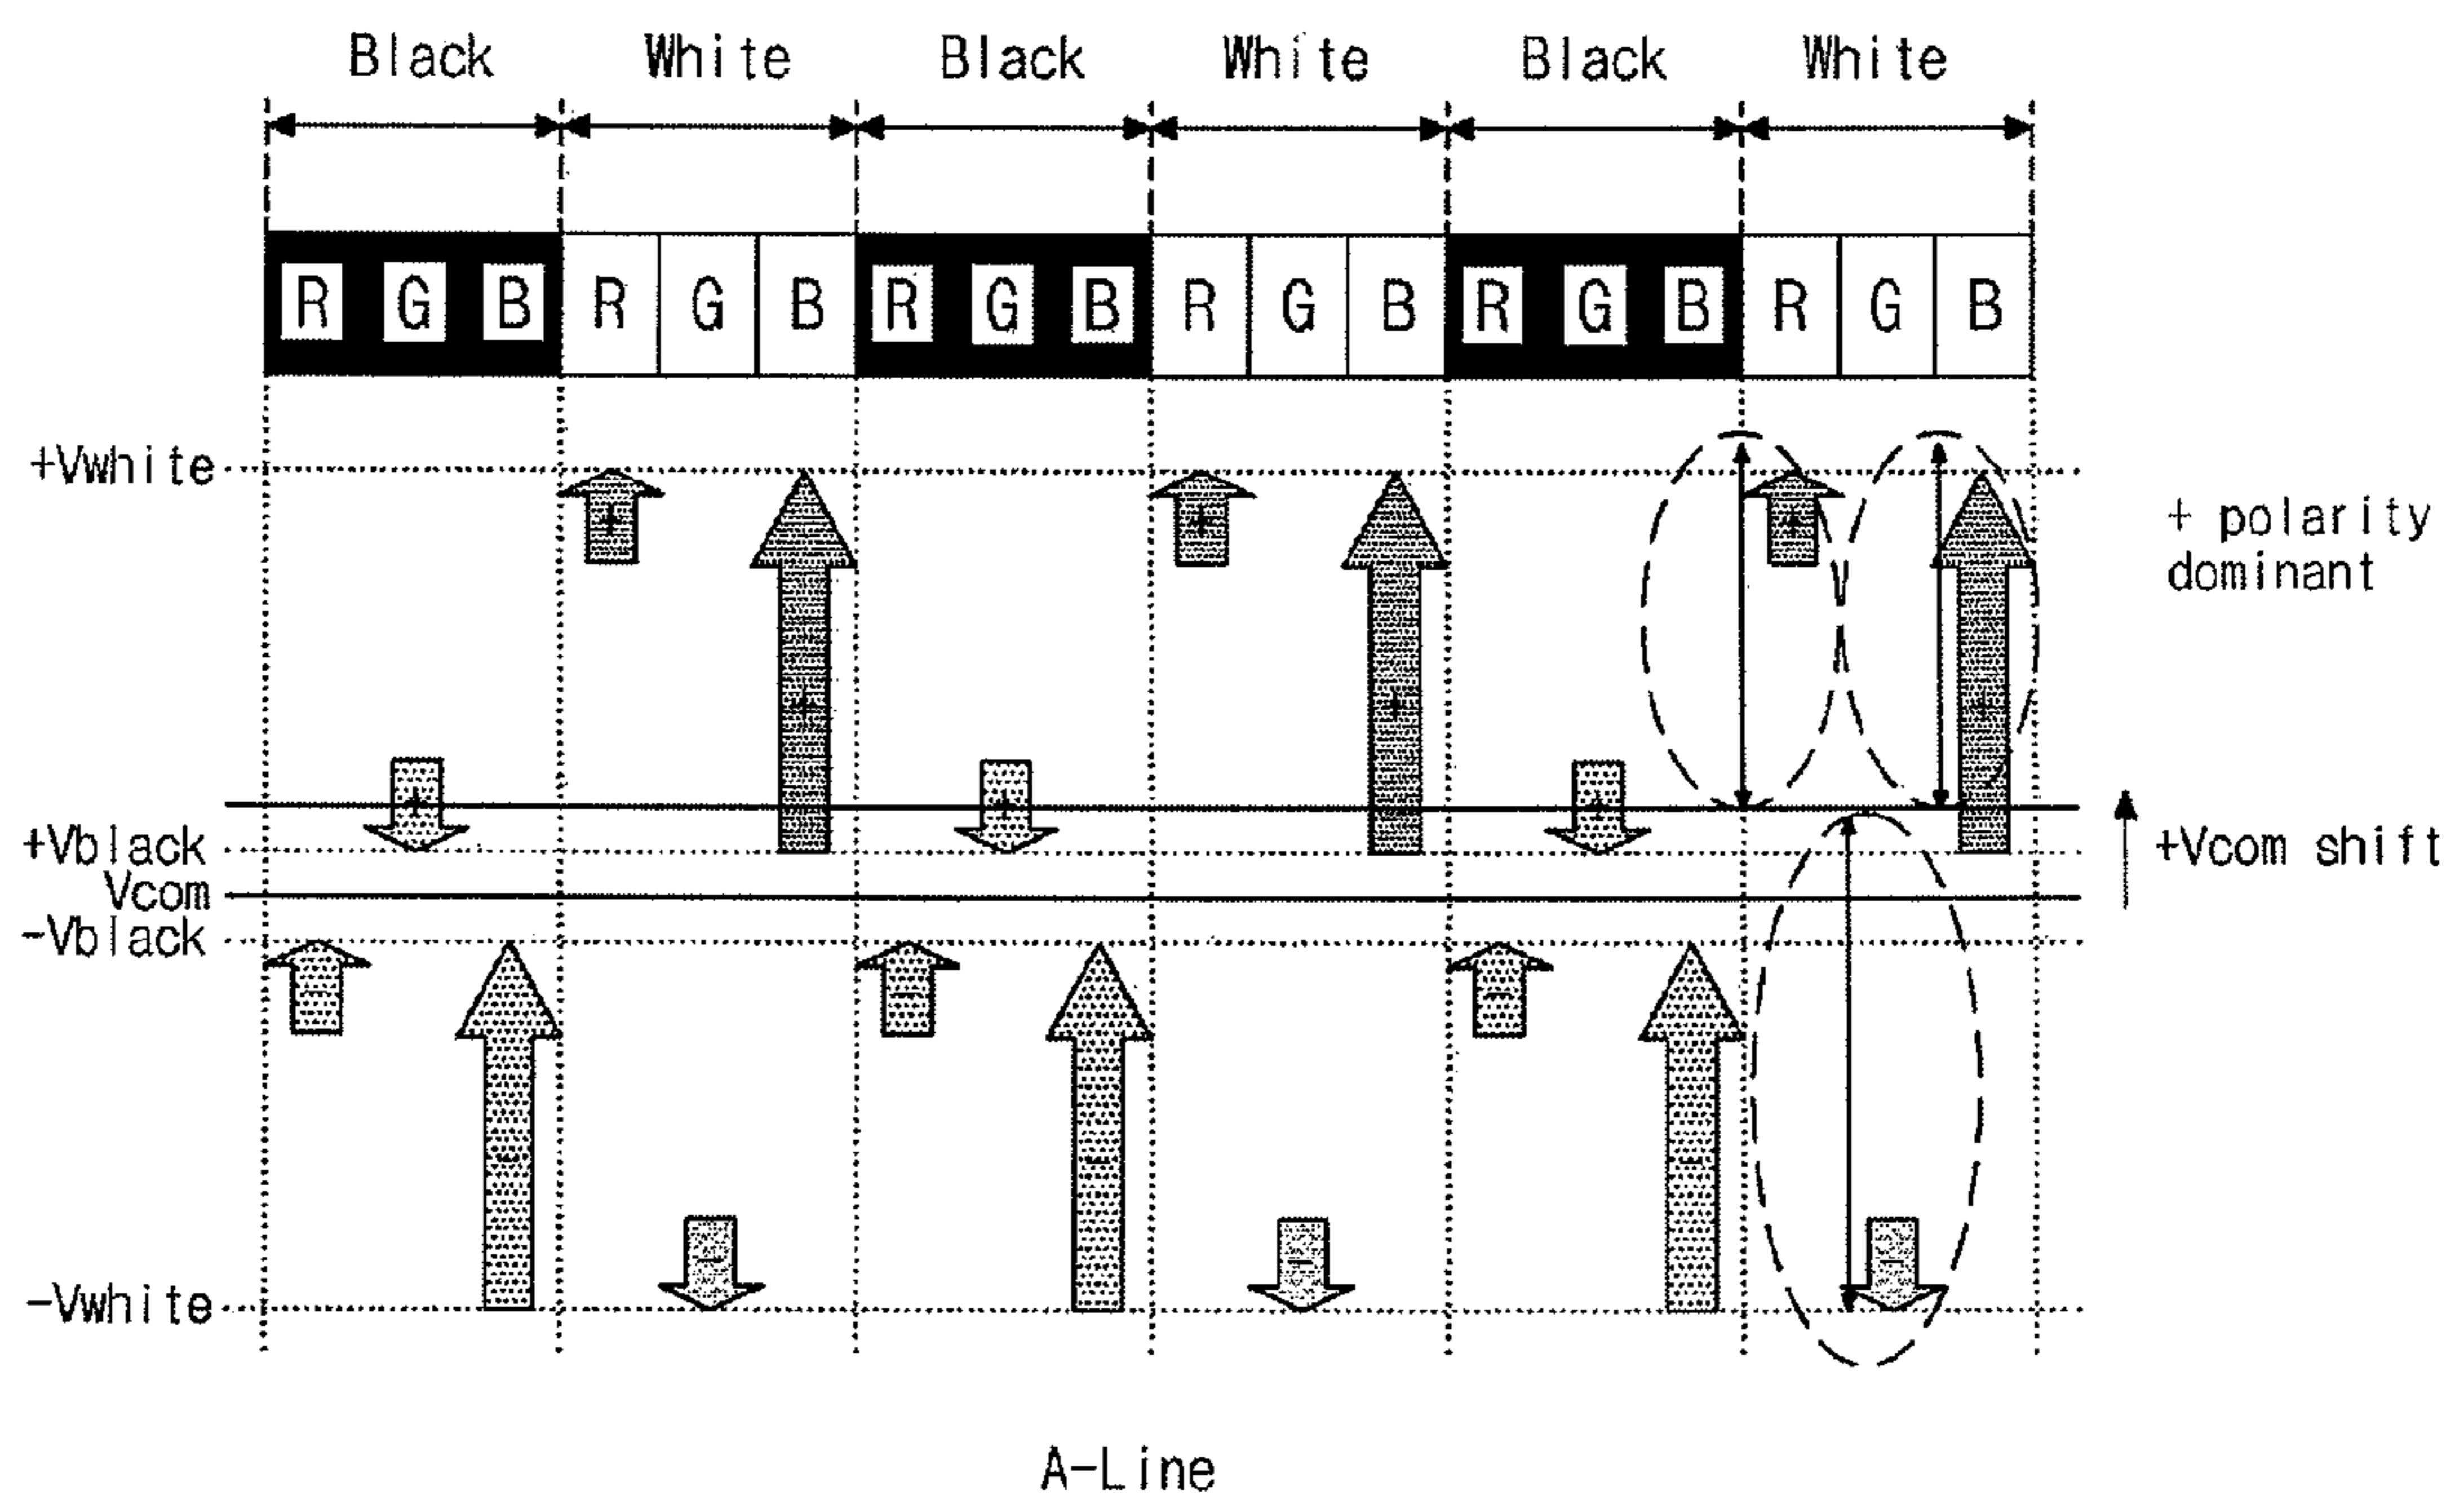 Black White Black White Black White
R G B R G B R G B R G B R G B R G B
+Vwhite
+ polarity
dominant
+ + +
+ + +
+ + +
+Vblack
+Vcom shift
Vcom
-Vblack
- - -
- - -
- - -
-Vwhite
A-Line